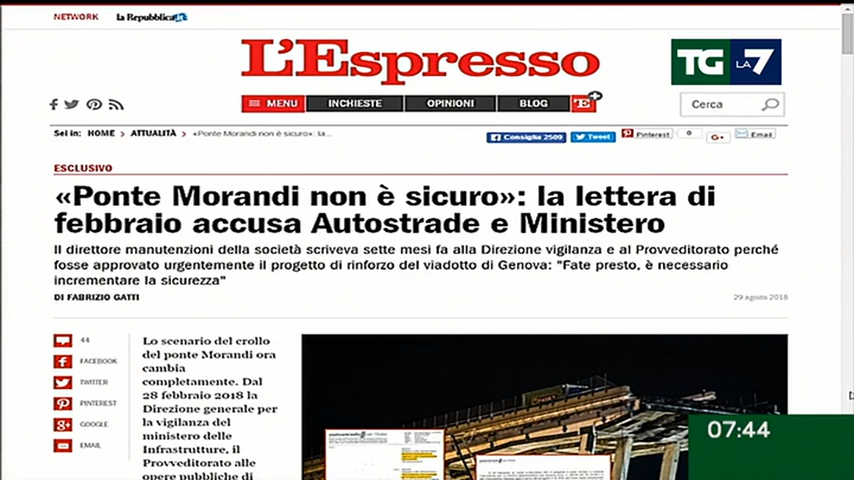 NETWORK
la Repubblica.it
L'Espresso
TG LA 7
MENU INCHIESTE OPINIONI BLOG +E
Cerca
Sei in: HOME > ATTUALITÀ > «Ponte Morandi non è sicuro»: la...
Consiglia 2500 Tweet Pinterest 0 G+ Email
ESCLUSIVO
«Ponte Morandi non è sicuro»: la lettera di
febbraio accusa Autostrade e Ministero
Il direttore manutenzioni della società scriveva sette mesi fa alla Direzione vigilanza e al Provveditorato perché
fosse approvato urgentemente il progetto di rinforzo del viadotto di Genova: "Fate presto, è necessario
incrementare la sicurezza"
DI FABRIZIO GATTI
29 agosto 2018
44
FACEBOOK
TWITTER
PINTEREST
GOOGLE
EMAIL
Lo scenario del crollo
del ponte Morandi ora
cambia
completamente. Dal
28 febbraio 2018 la
Direzione generale per
la vigilanza del
ministero delle
Infrastrutture, il
Provveditorato alle
opere pubbliche di
07:44